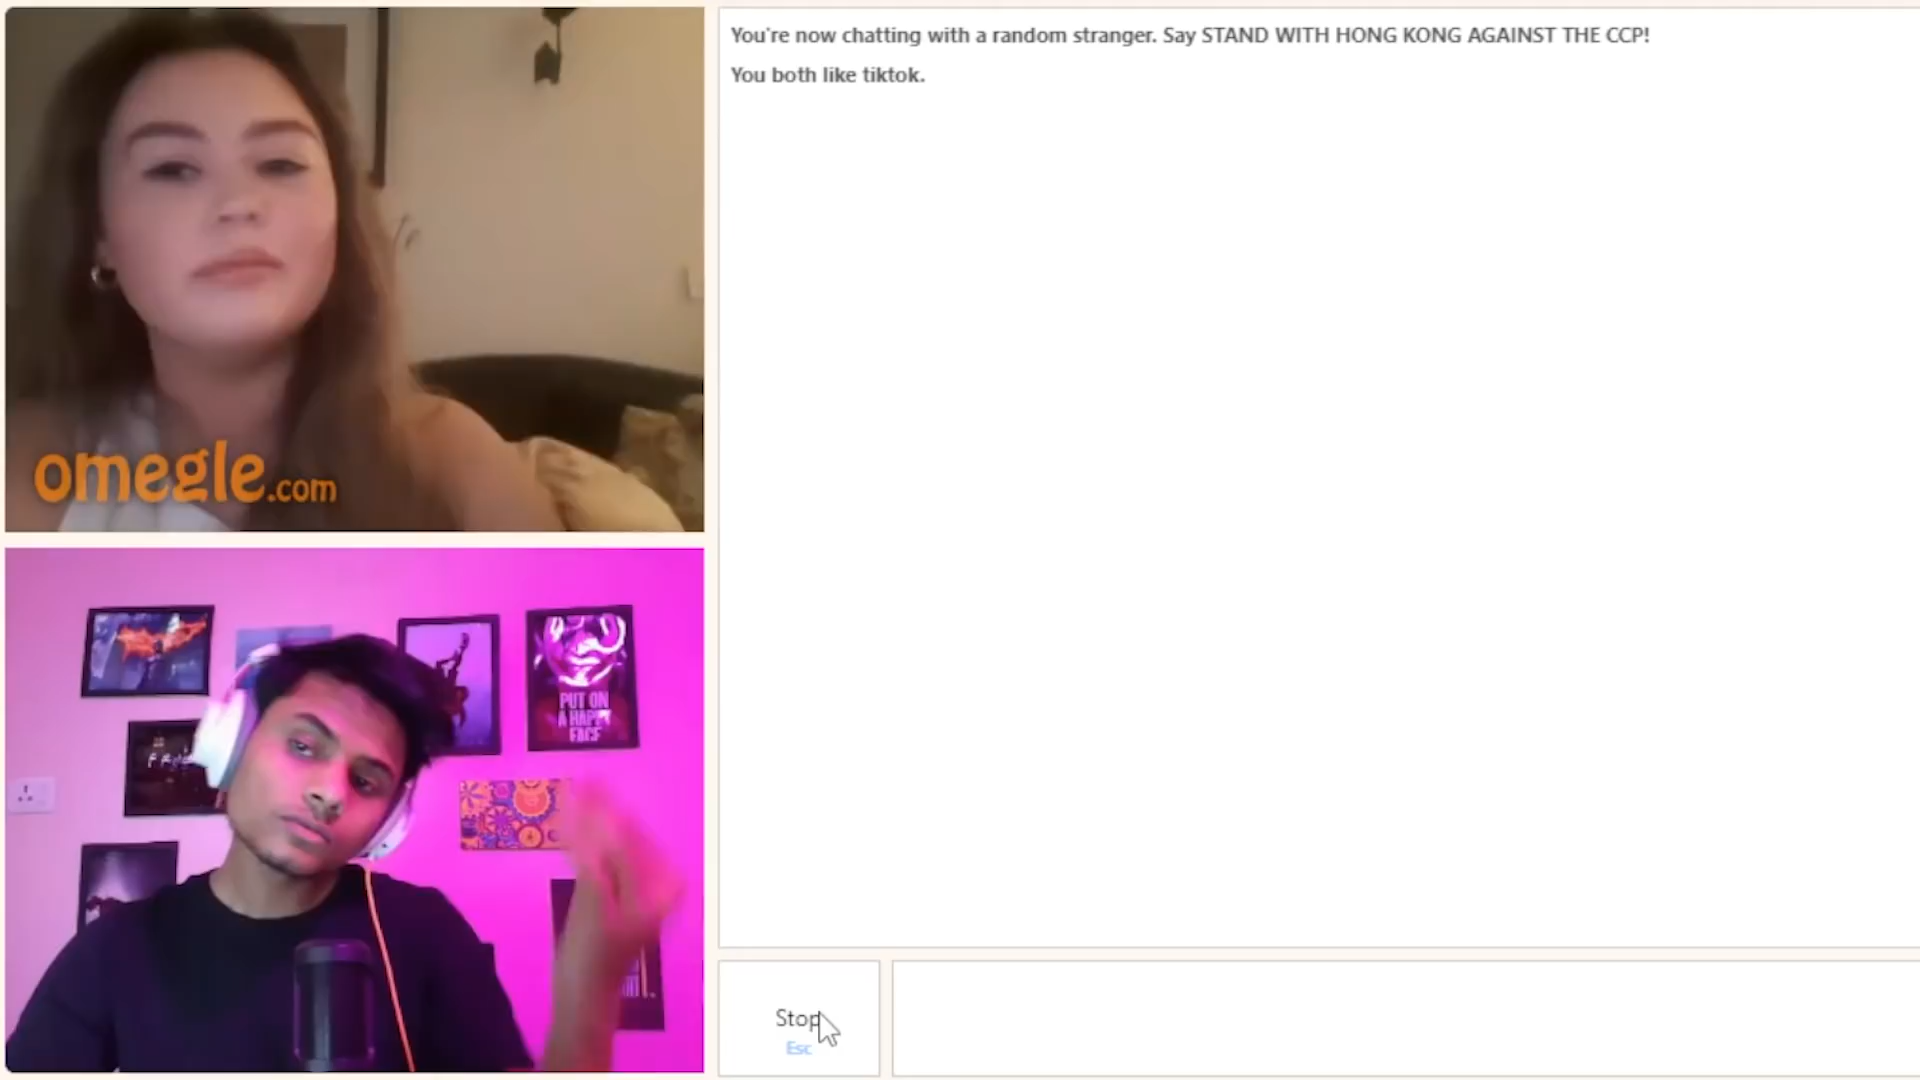 You're now chatting with a random stranger. Say STAND WITH HONG KONG AGAINST THE CCP!
You both like tiktok.
omegle.com
PUT ON
A HAPPY
FACE
Stop
Esc